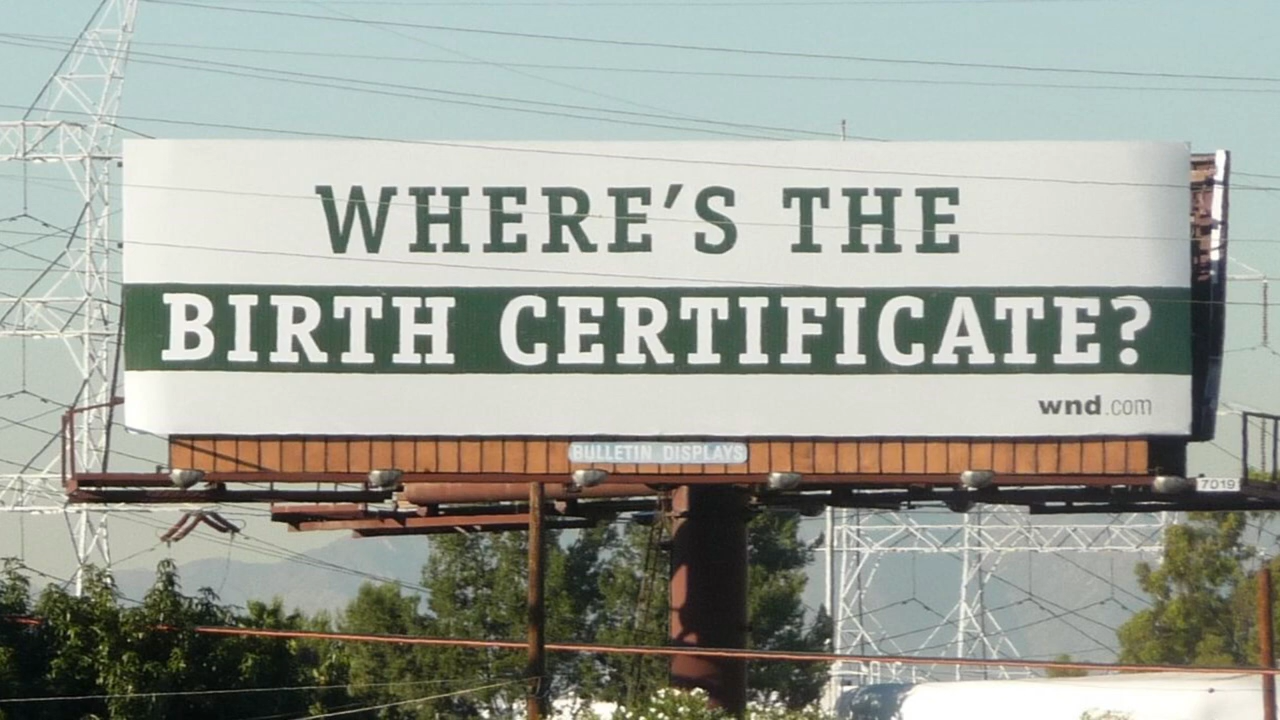 WHERE'S THE
BIRTH CERTIFICATE?
wnd.com
BULLETIN DISPLAYS
7019